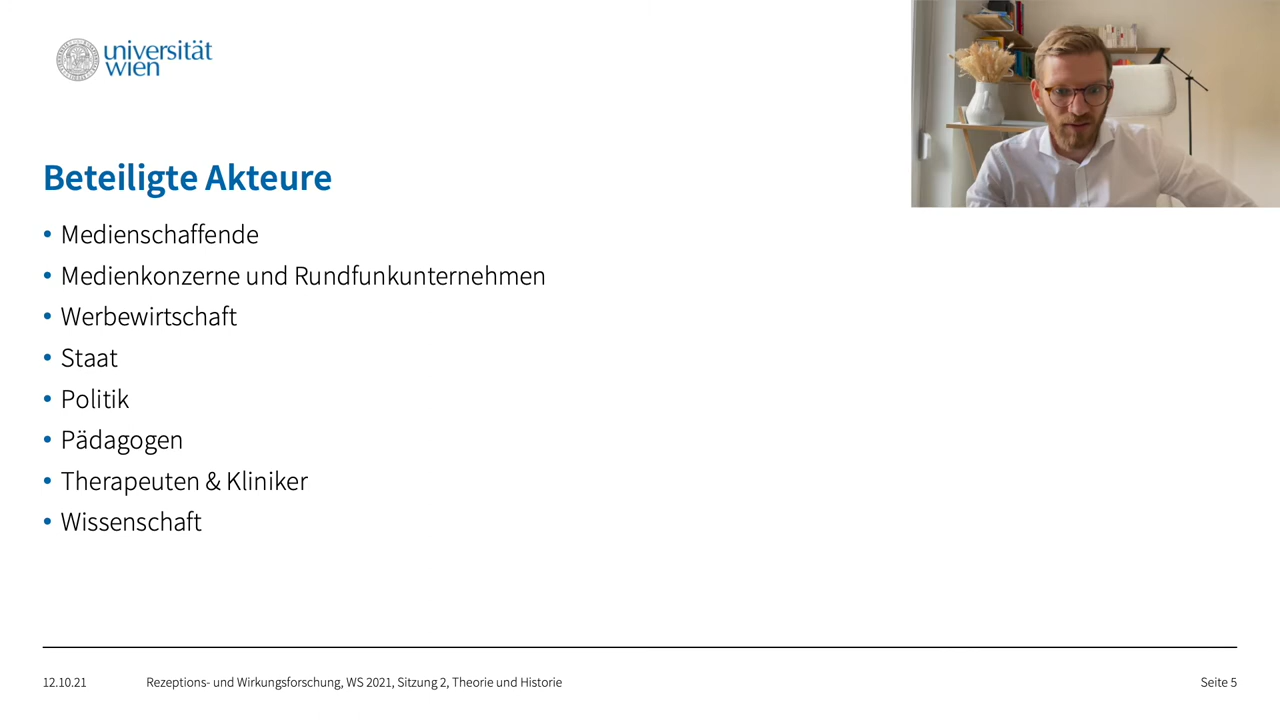 universität
wien
Beteiligte Akteure
• Medienschaffende
• Medienkonzerne und Rundfunkunternehmen
• Werbewirtschaft
• Staat
• Politik
• Pädagogen
• Therapeuten & Kliniker
• Wissenschaft
12.10.21 Rezeptions- und Wirkungsforschung, WS 2021, Sitzung 2, Theorie und Historie Seite 5